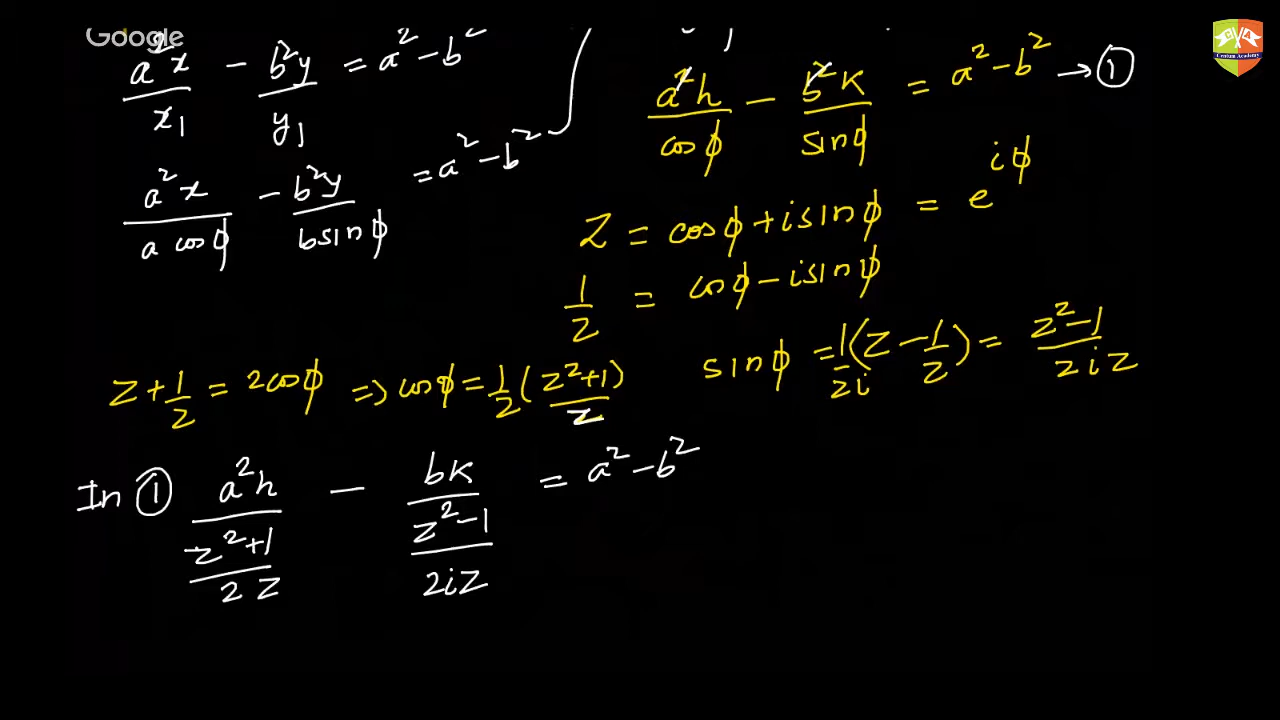 Google
a²x/x₁ − b²y/y₁ = a² − b²
a²x/(a cosϕ) − b²y/(b sinϕ) = a² − b²
a²h/cosϕ − b²k/sinϕ = a² − b² → ①
Z = cosϕ + i sinϕ = e^{iϕ}
1/Z = cosϕ − i sinϕ
Z + 1/Z = 2cosϕ ⇒ cosϕ = 1/2 ((Z²+1)/Z)
sinϕ = 1/2i (Z − 1/Z) = (Z²−1)/2iZ
In ① a²h/((Z²+1)/2Z) − bk/((Z²−1)/2iZ) = a² − b²